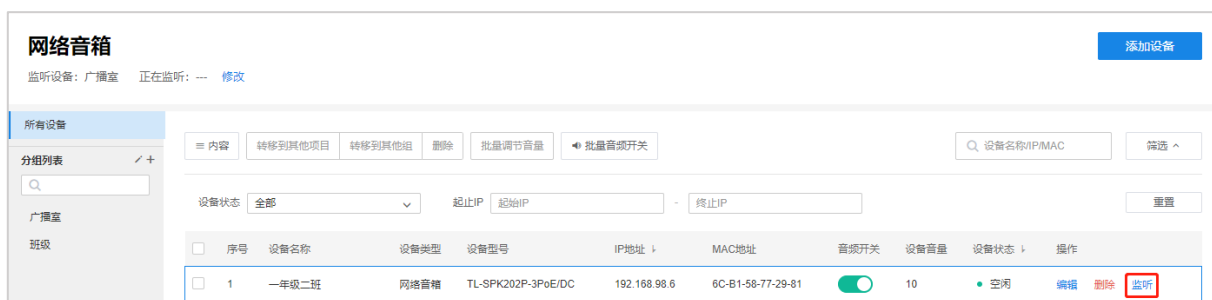 网络音箱
添加设备
监听设备：广播室 正在监听：--- 修改
所有设备
分组列表
广播室
班级
内容 转移到其他项目 转移到其他组 删除 批量调节音量 批量音频开关 设备名称/IP/MAC 筛选
设备状态 全部 起止IP 起始IP - 终止IP 重置
序号 设备名称 设备类型 设备型号 IP地址 MAC地址 音频开关 设备音量 设备状态 操作
1 一年级二班 网络音箱 TL-SPK202P-3PoE/DC 192.168.98.6 6C-B1-58-77-29-81 10 空闲 编辑 删除 监听